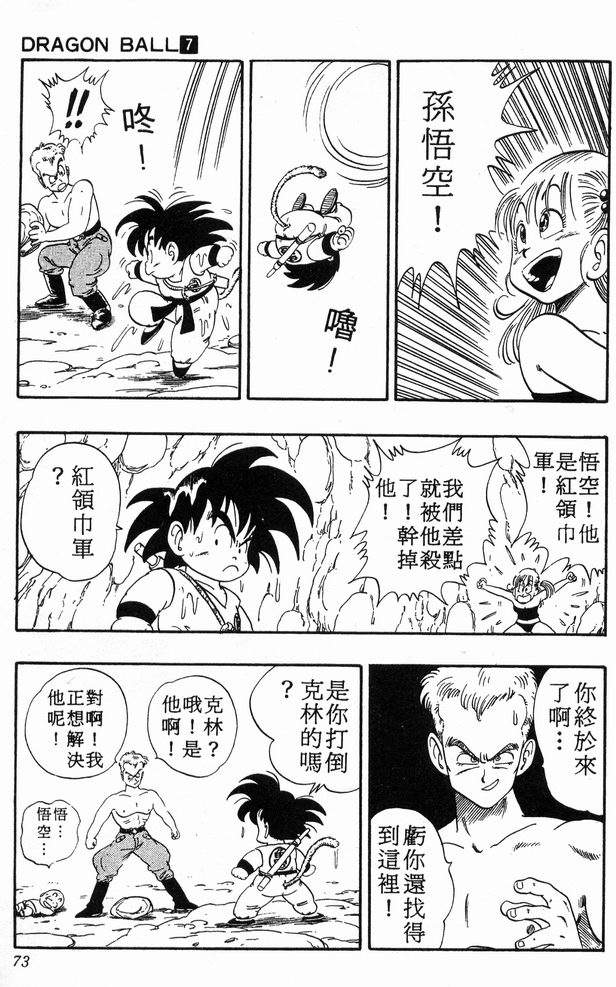 DRAGON BALL 7
孫悟空!
嚕!
咚!
!!
悟空!他
是紅領巾
軍!
我們差點
就被他殺
了!幹掉
他!
紅領巾軍
?
你終於來
了啊…
虧你還找得
到這裡!
是你打倒
克林的嗎
?
克林?
哦!是
他啊!
對啊!我
正想解決
他呢!
悟…
悟空…
73